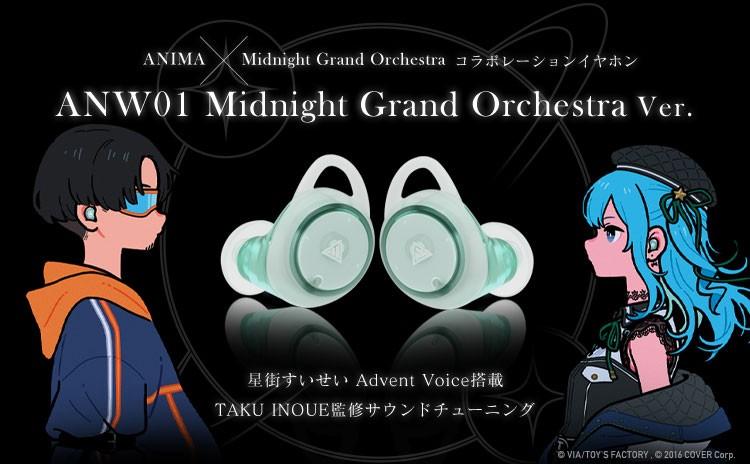 ANIMA × Midnight Grand Orchestra コラボレーションイヤホン
ANW01 Midnight Grand Orchestra Ver.
星街すいせい Advent Voice搭載
TAKU INOUE監修サウンドチューニング
© VIA/TOY'S FACTORY , © 2016 COVER Corp.